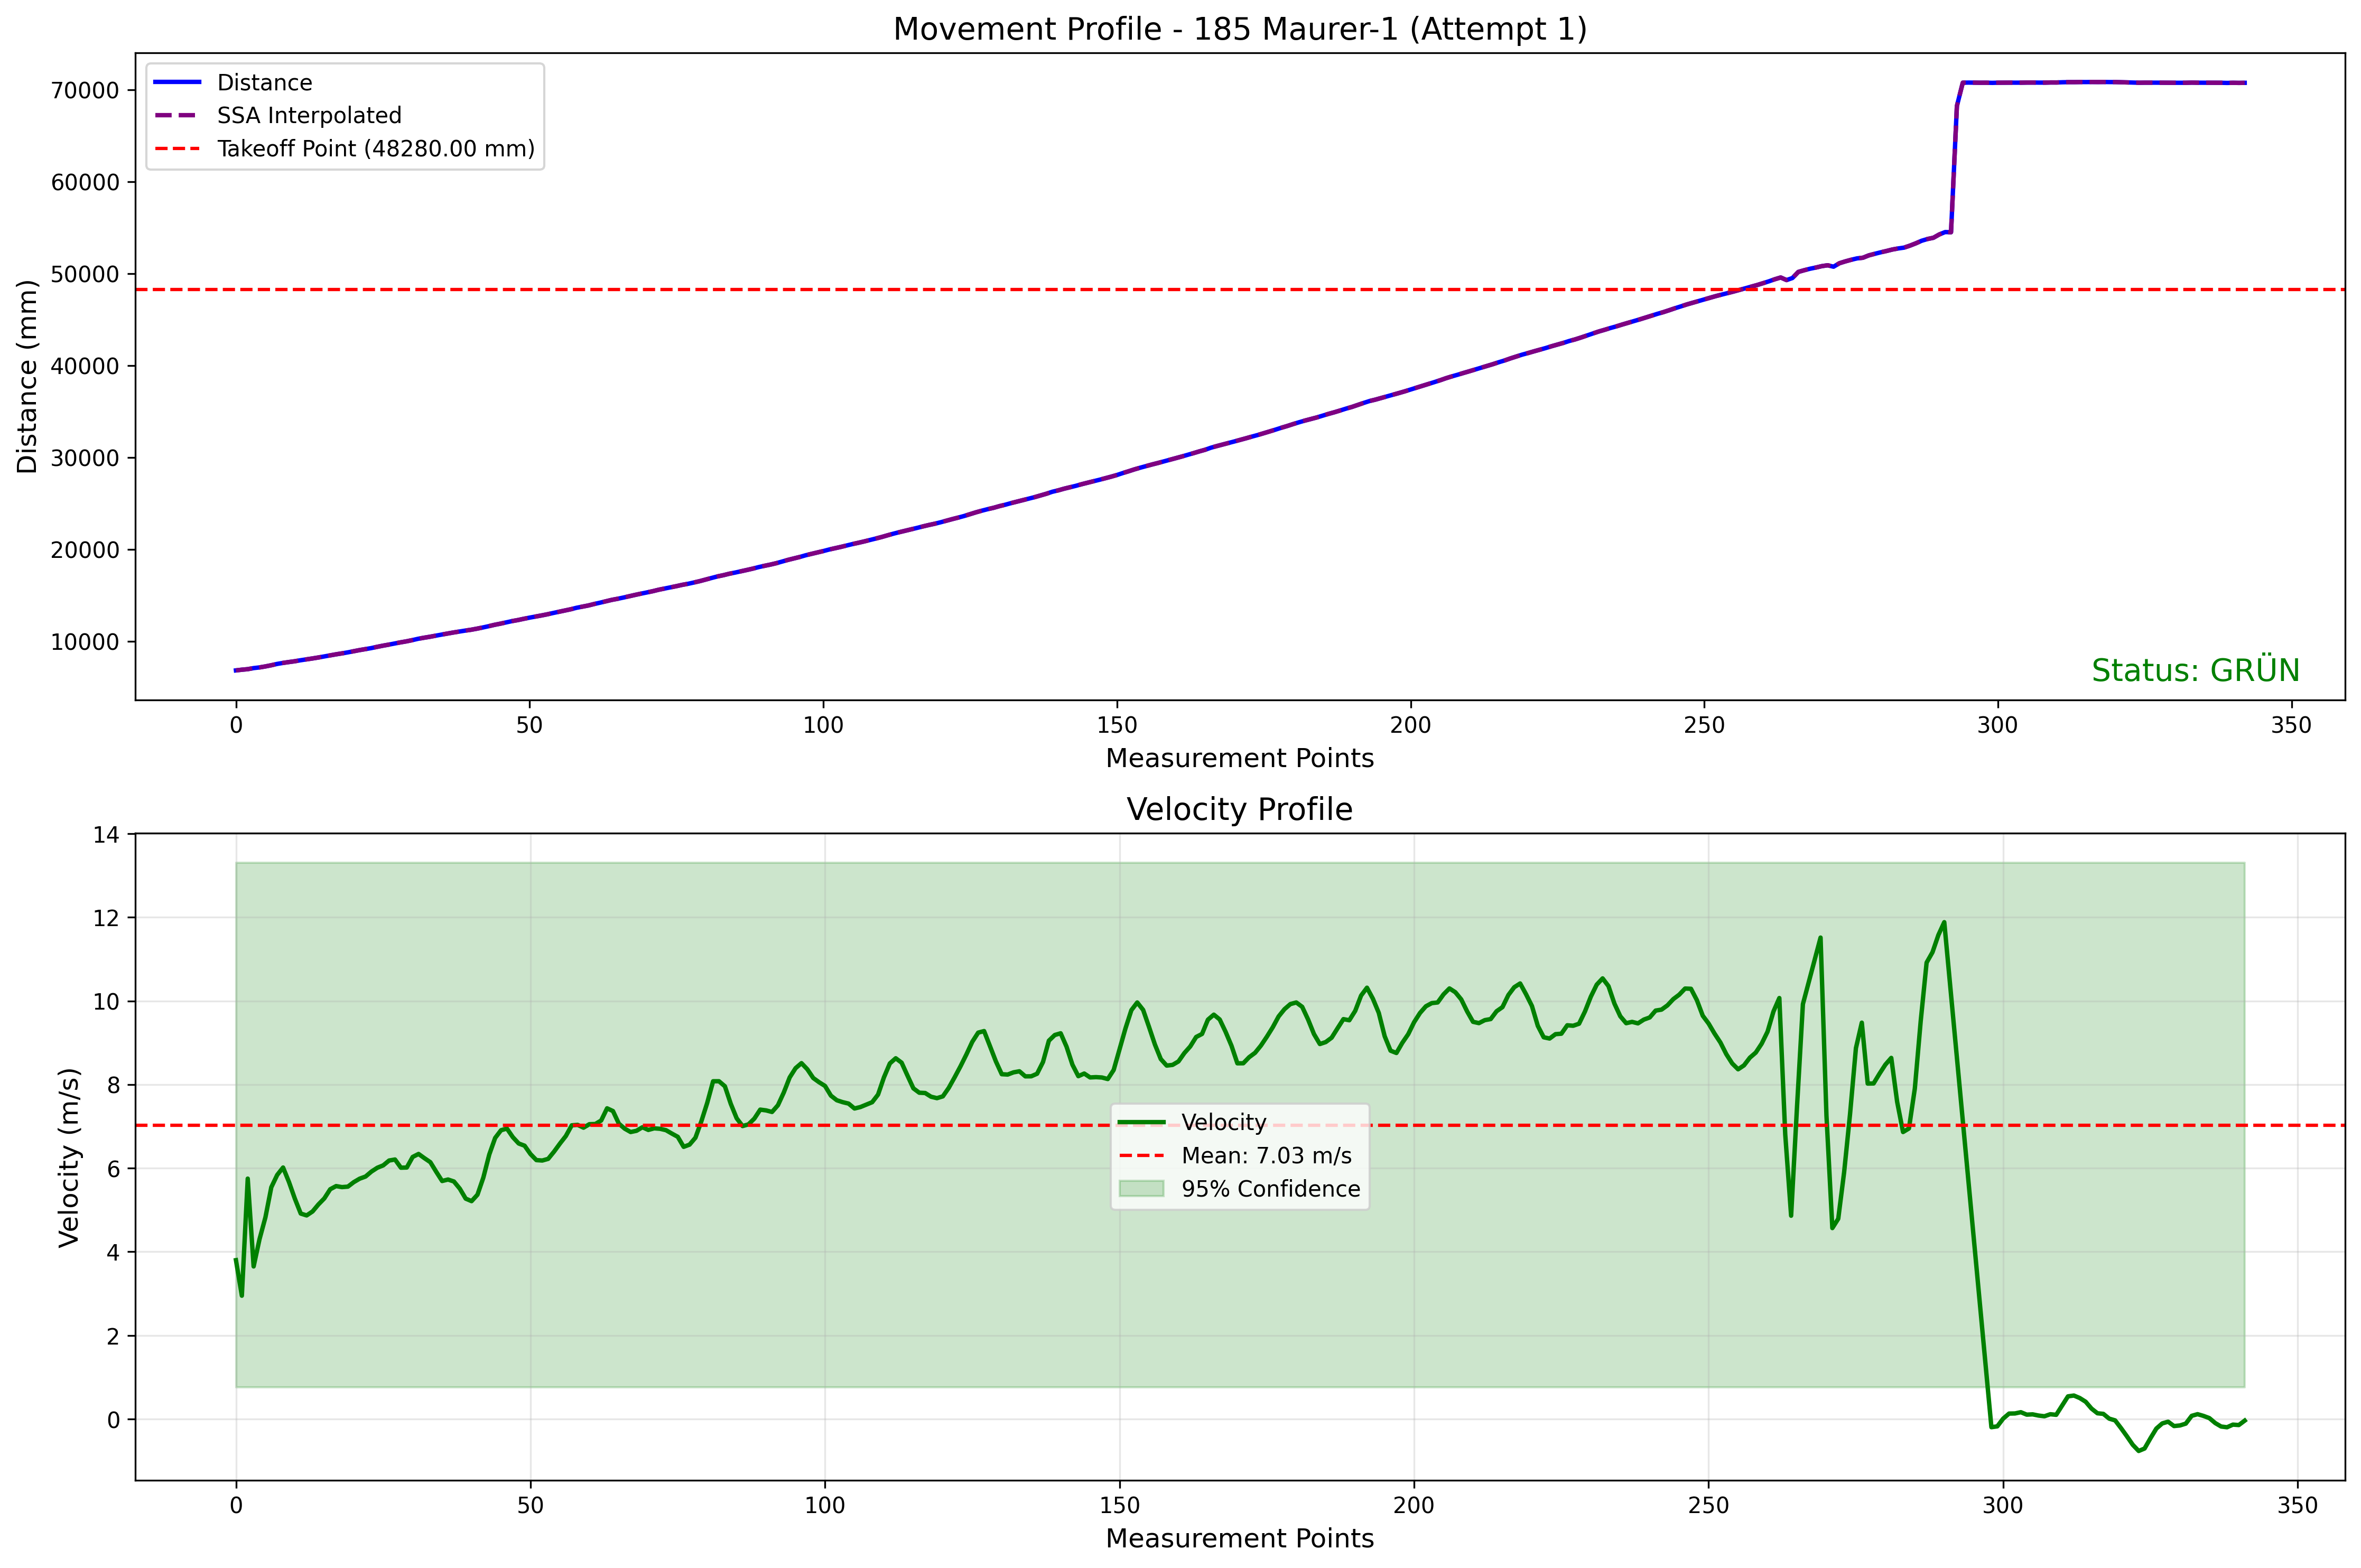 Movement Profile - 185 Maurer-1 (Attempt 1)
Distance
SSA Interpolated
Takeoff Point (48280.00 mm)
Distance (mm)
70000
60000
50000
40000
30000
20000
10000
Status: GRÜN
0 50 100 150 200 250 300 350
Measurement Points
Velocity Profile
Velocity (m/s)
14
12
10
8
6
4
2
0
Velocity
Mean: 7.03 m/s
95% Confidence
0 50 100 150 200 250 300 350
Measurement Points